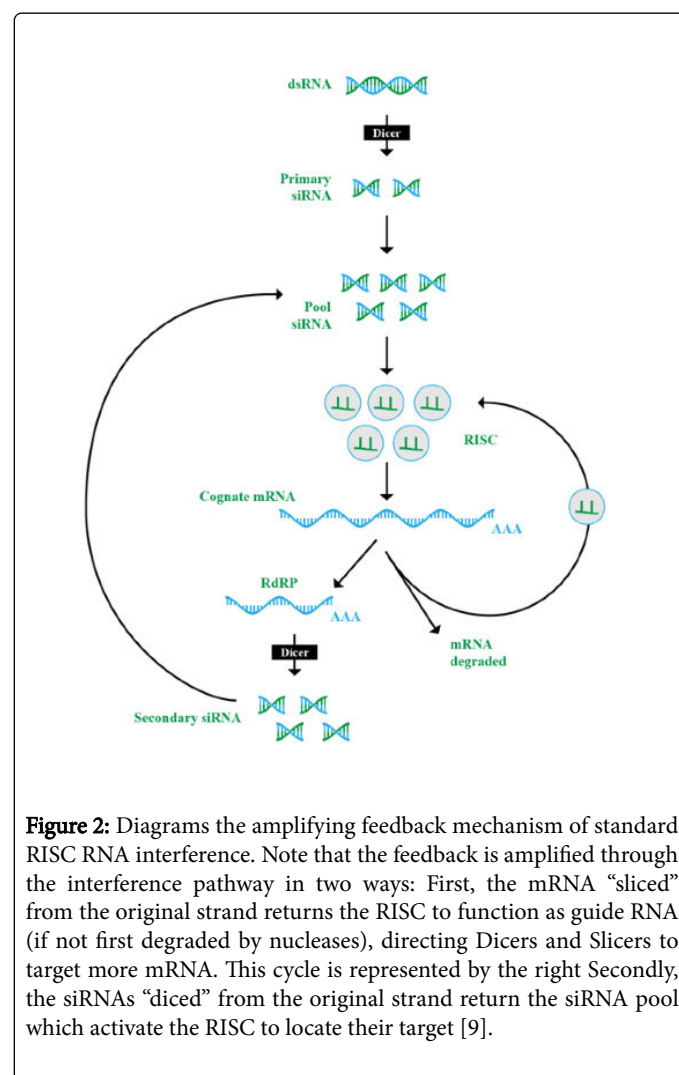 dsRNA
Dicer
Primary
siRNA
Pool
siRNA
RISC
Cognate mRNA
AAA
RdRP
AAA
mRNA
degraded
Dicer
Secondary siRNA
Figure 2: Diagrams the amplifying feedback mechanism of standard
RISC RNA interference. Note that the feedback is amplified through
the interference pathway in two ways: First, the mRNA “sliced”
from the original strand returns the RISC to function as guide RNA
(if not first degraded by nucleases), directing Dicers and Slicers to
target more mRNA. This cycle is represented by the right Secondly,
the siRNAs “diced” from the original strand return the siRNA pool
which activate the RISC to locate their target [9].